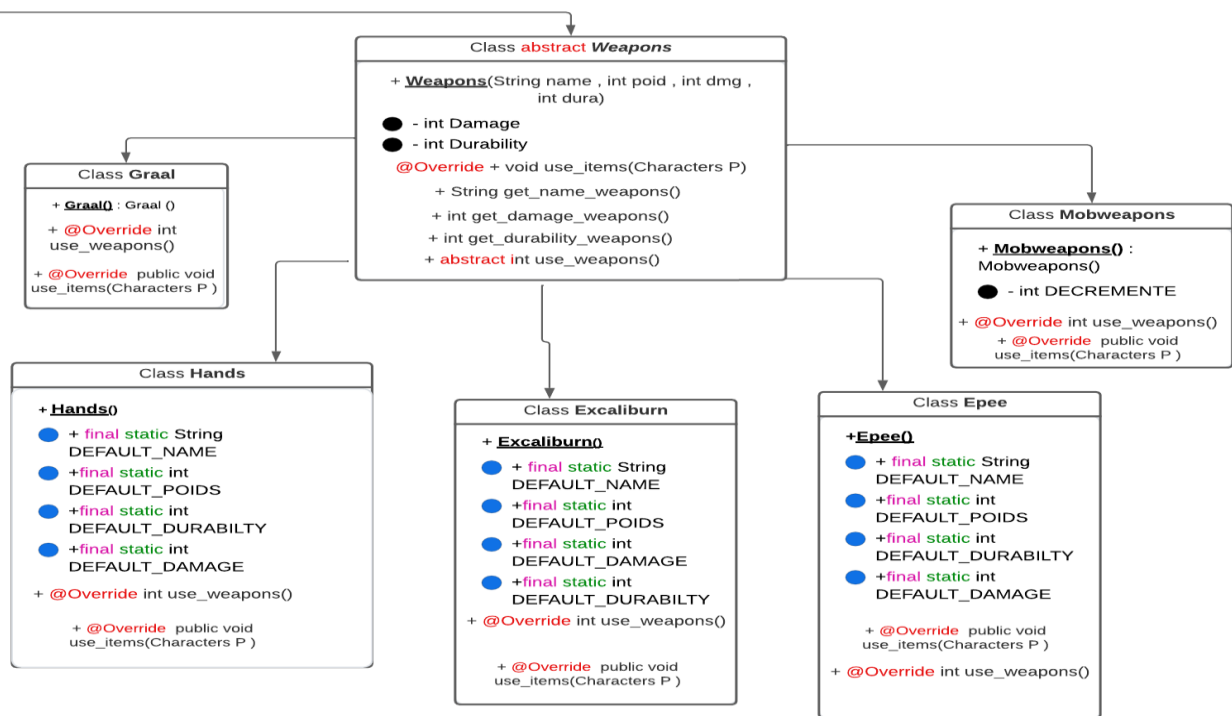 Class abstract Weapons
+ Weapons(String name , int poid , int dmg ,
int dura)
- int Damage
- int Durability
@Override + void use_items(Characters P)
+ String get_name_weapons()
+ int get_damage_weapons()
+ int get_durability_weapons()
+ abstract int use_weapons()
Class Graal
+ Graal() : Graal ()
+ @Override int
use_weapons()
+ @Override public void
use_items(Characters P )
Class Mobweapons
+ Mobweapons() :
Mobweapons()
- int DECREMENTE
+ @Override int use_weapons()
+ @Override public void
use_items(Characters P )
Class Hands
+ Hands()
+ final static String
DEFAULT_NAME
+final static int
DEFAULT_POIDS
+final static int
DEFAULT_DURABILTY
+final static int
DEFAULT_DAMAGE
+ @Override int use_weapons()
+ @Override public void
use_items(Characters P )
Class Excaliburn
+ Excaliburn()
+ final static String
DEFAULT_NAME
+final static int
DEFAULT_POIDS
+final static int
DEFAULT_DAMAGE
+final static int
DEFAULT_DURABILTY
+ @Override int use_weapons()
+ @Override public void
use_items(Characters P )
Class Epee
+Epee()
+ final static String
DEFAULT_NAME
+final static int
DEFAULT_POIDS
+final static int
DEFAULT_DURABILTY
+final static int
DEFAULT_DAMAGE
+ @Override public void
use_items(Characters P )
+ @Override int use_weapons()